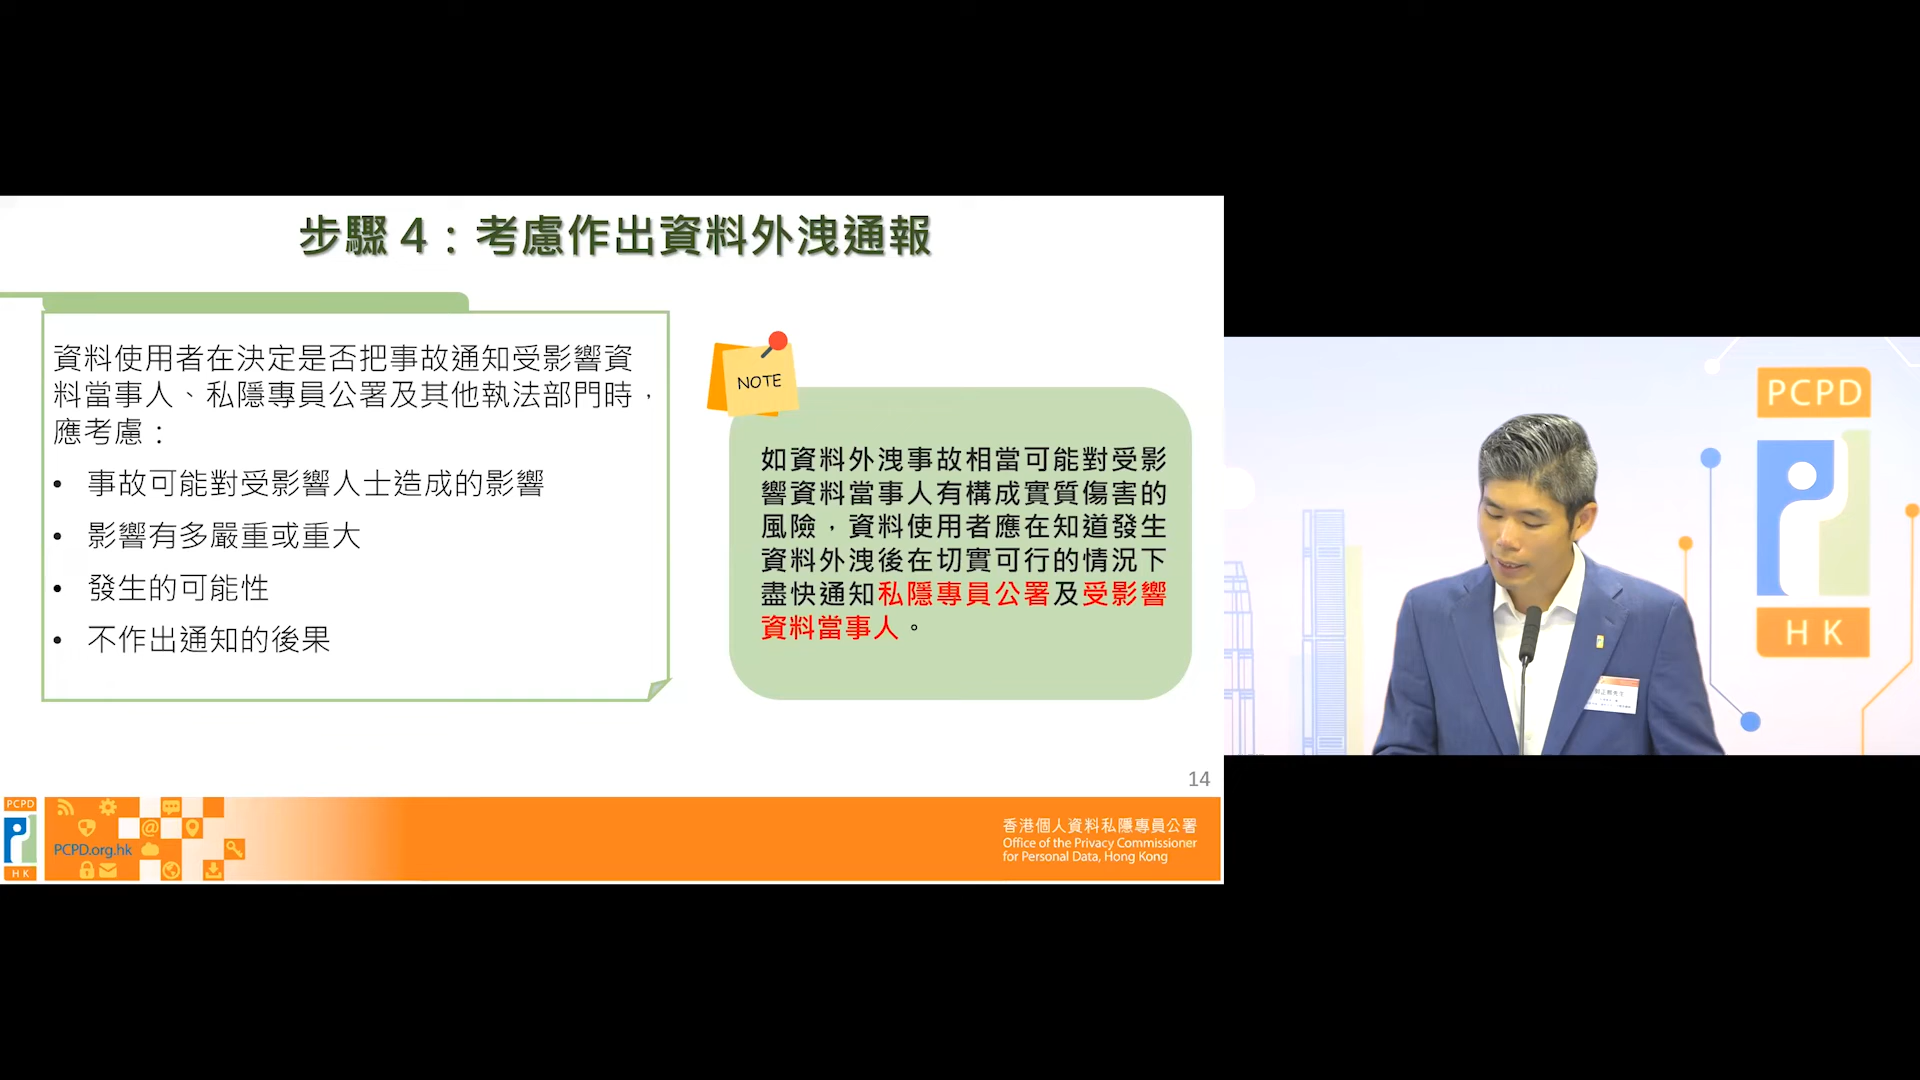 步驟 4：考慮作出資料外洩通報
資料使用者在決定是否把事故通知受影響資
料當事人、私隱專員公署及其他執法部門時，
應考慮：
• 事故可能對受影響人士造成的影響
• 影響有多嚴重或重大
• 發生的可能性
• 不作出通知的後果
NOTE
如資料外洩事故相當可能對受影
響資料當事人有構成實質傷害的
風險，資料使用者應在知道發生
資料外洩後在切實可行的情況下
盡快通知私隱專員公署及受影響
資料當事人。
14
PCPD
HK
PCPD.org.hk
香港個人資料私隱專員公署
Office of the Privacy Commissioner
for Personal Data, Hong Kong
PCPD
HK